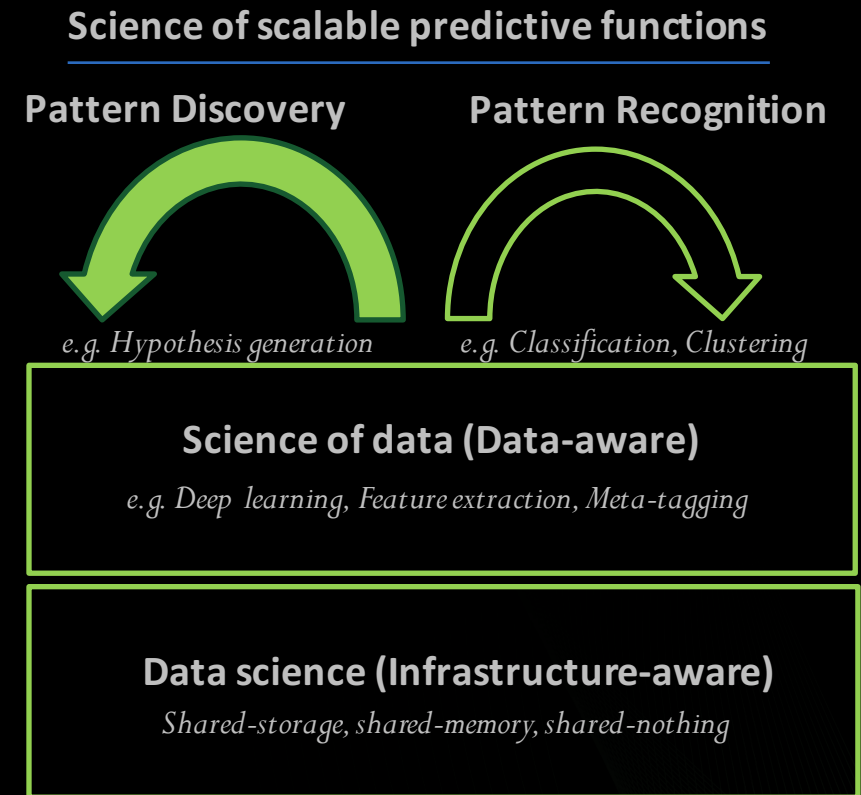 Science of scalable predictive functions
Pattern Discovery
Pattern Recognition
e.g. Hypothesis generation
e.g. Classification, Clustering
Science of data (Data-aware)
e.g. Deep learning, Feature extraction, Meta-tagging
Data science (Infrastructure-aware)
Shared-storage, shared-memory, shared-nothing